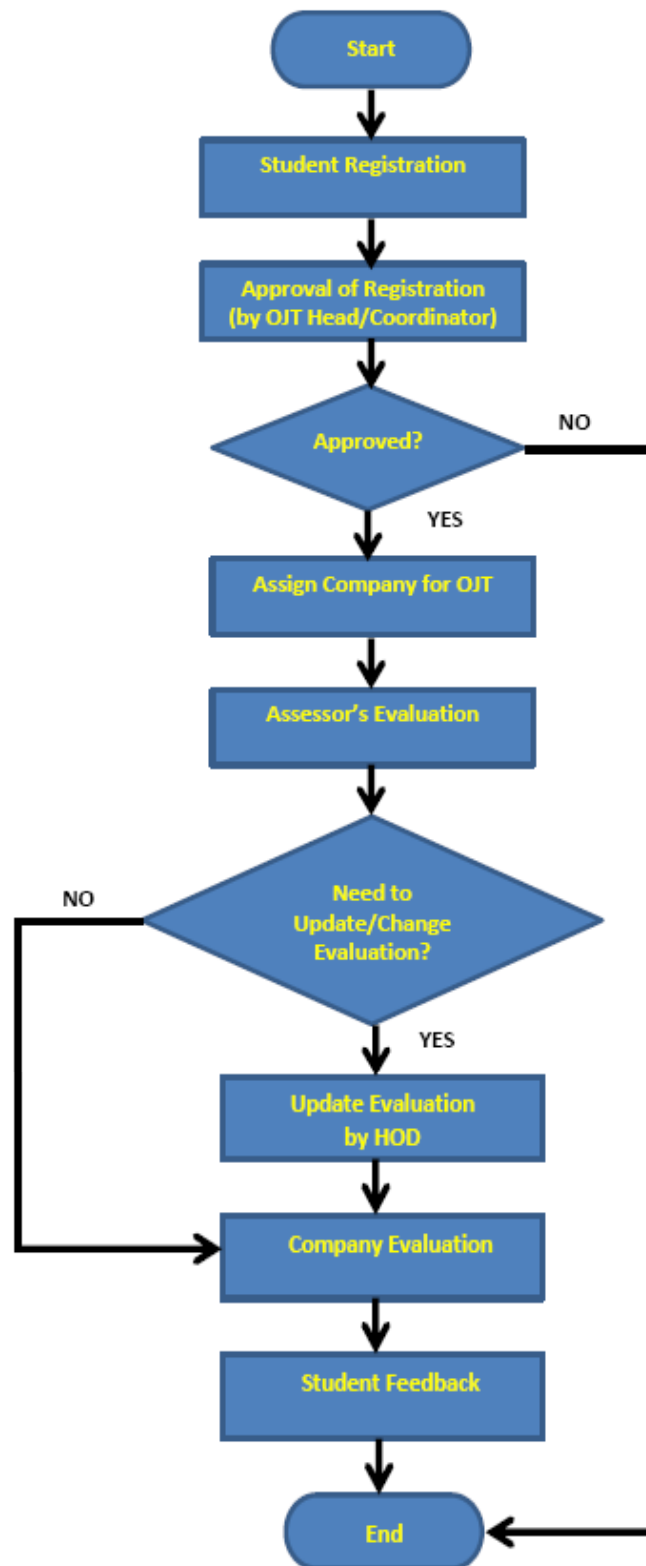 Start
Student Registration
Approval of Registration
(by OJT Head/Coordinator)
Approved?
NO
YES
Assign Company for OJT
Assessor’s Evaluation
Need to
Update/Change
Evaluation?
NO
YES
Update Evaluation
by HOD
Company Evaluation
Student Feedback
End